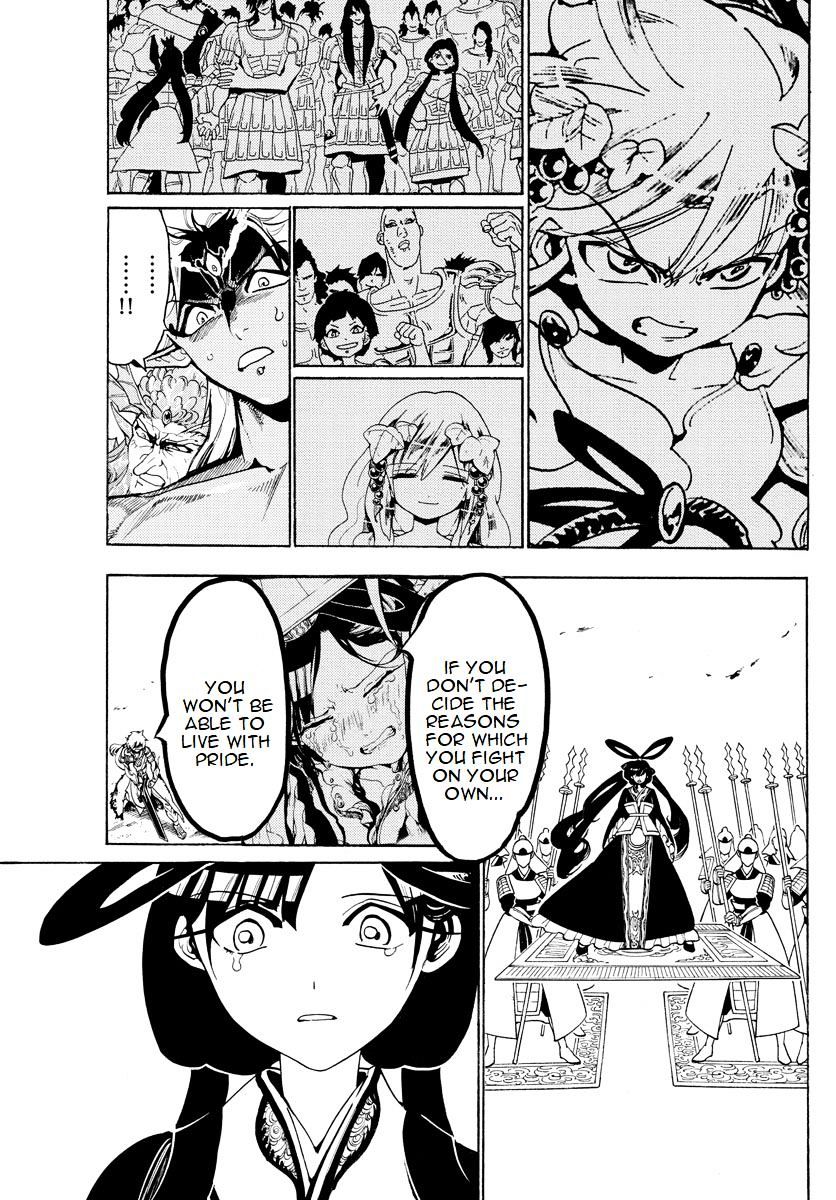 ……
……!!
IF YOU
DON'T DE-
CIDE THE
REASONS
FOR WHICH
YOU FIGHT
ON YOUR
OWN...
YOU
WON'T BE
ABLE TO
LIVE WITH
PRIDE.